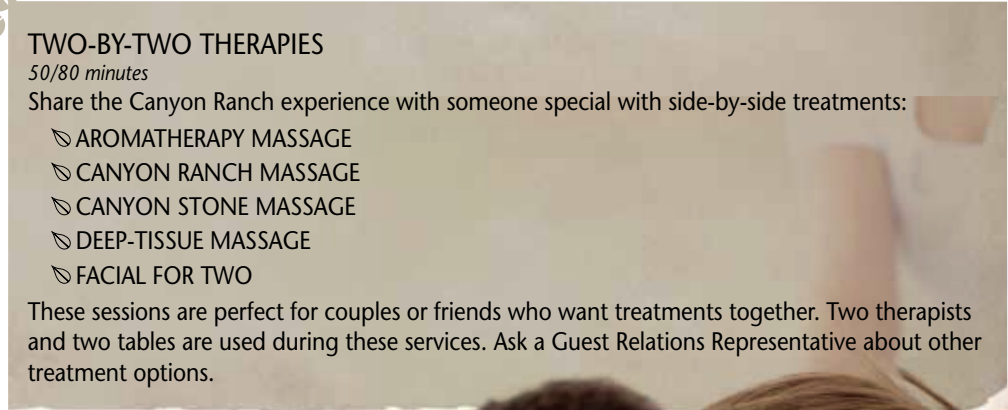 TWO-BY-TWO THERAPIES
50/80 minutes
Share the Canyon Ranch experience with someone special with side-by-side treatments:
AROMATHERAPY MASSAGE
CANYON RANCH MASSAGE
CANYON STONE MASSAGE
DEEP-TISSUE MASSAGE
FACIAL FOR TWO
These sessions are perfect for couples or friends who want treatments together. Two therapists
and two tables are used during these services. Ask a Guest Relations Representative about other
treatment options.